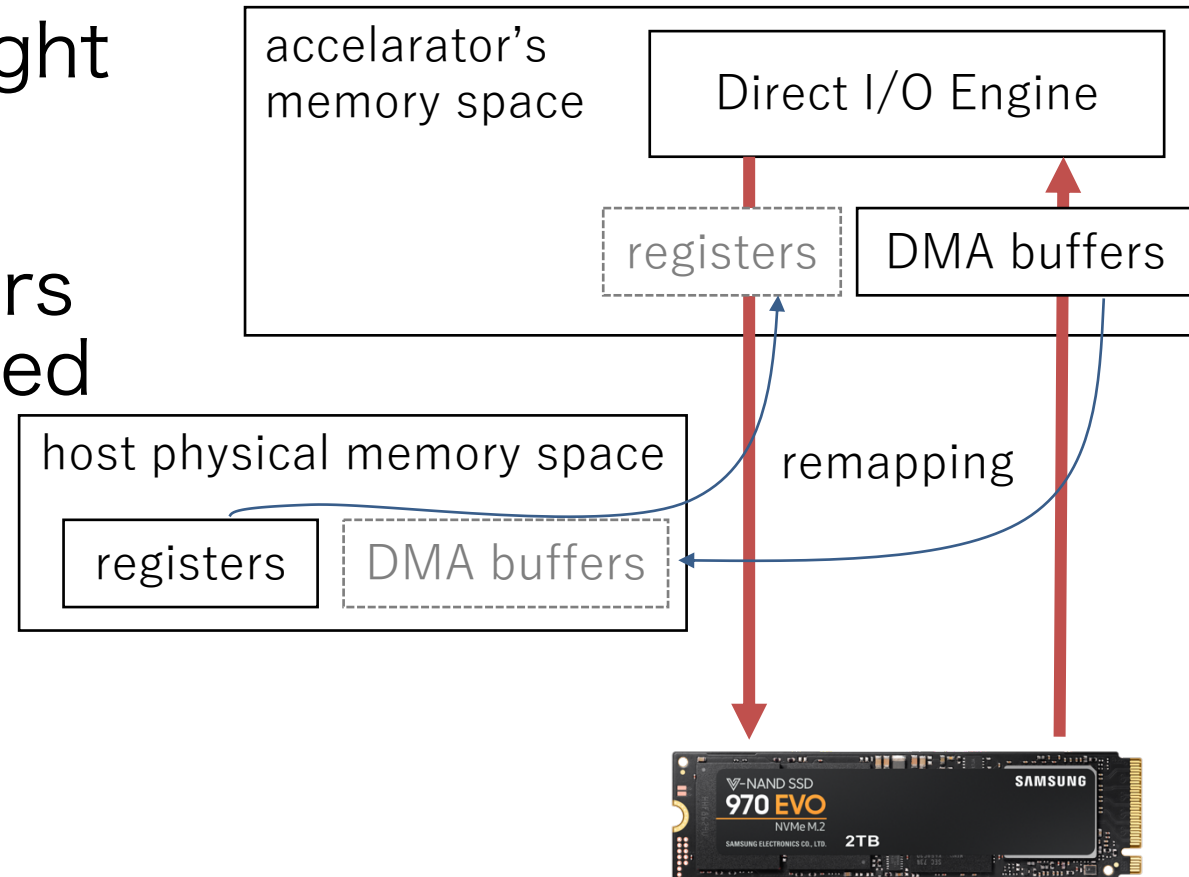 ght
rs
ed
accelarator's
memory space
Direct I/O Engine
registers
DMA buffers
host physical memory space
remapping
registers
DMA buffers
V-NAND SSD
970 EVO
NVMe M.2
SAMSUNG ELECTRONICS CO., LTD.
2TB
SAMSUNG